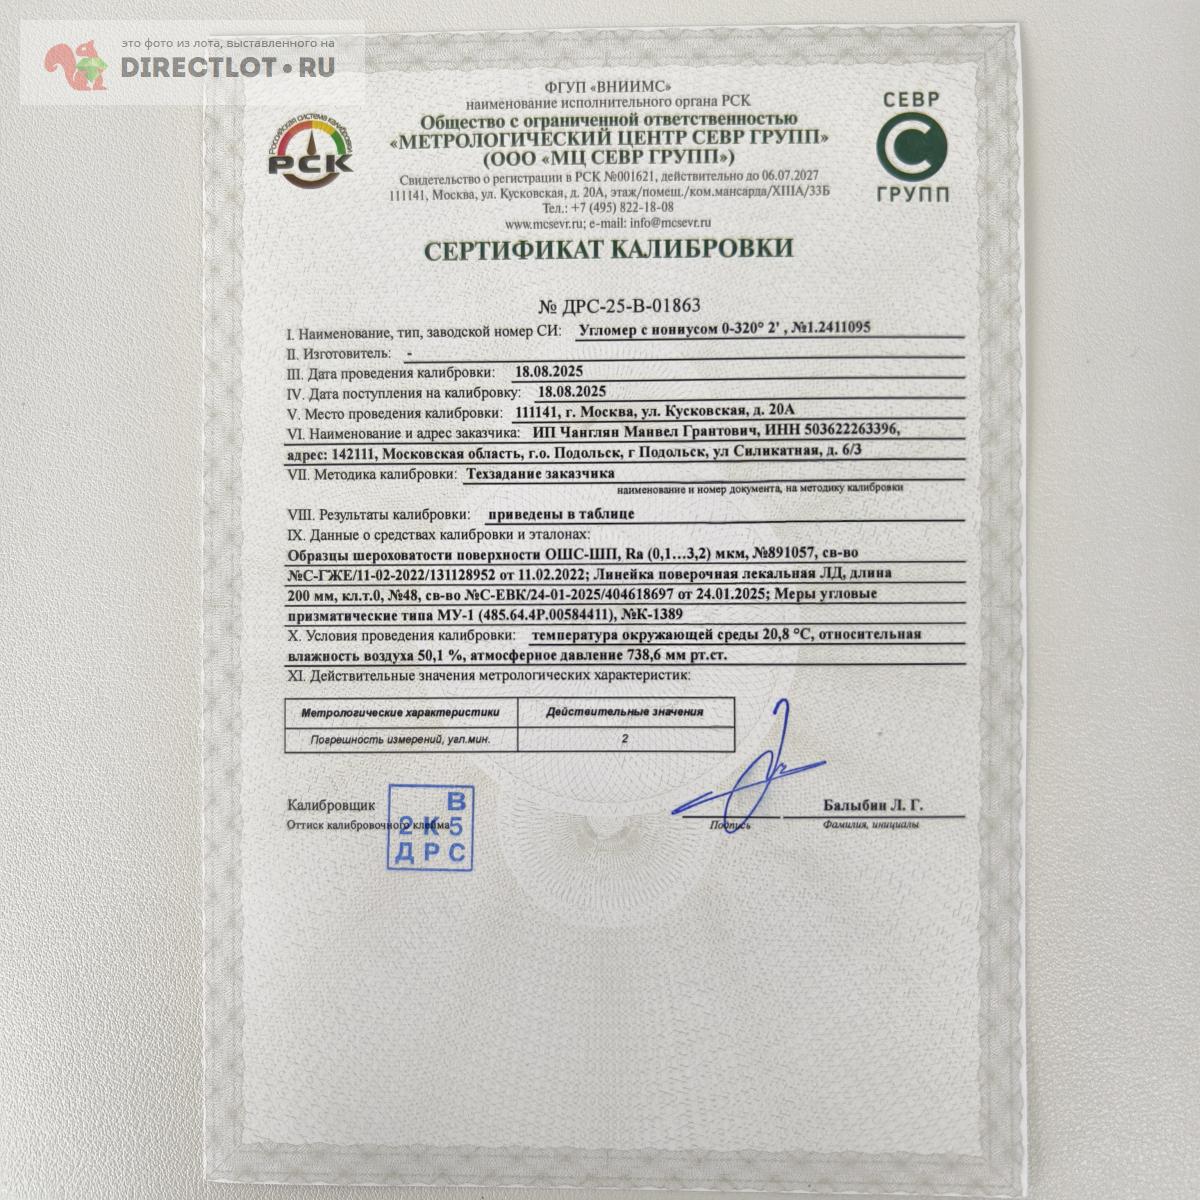 это фото из лота, выставленного на
DIRECTLOT.RU
ФГУП «ВНИИМС»
наименование исполнительного органа РСК
Общество с ограниченной ответственностью
«МЕТРОЛОГИЧЕСКИЙ ЦЕНТР СЕВР ГРУПП»
(ООО «МЦ СЕВР ГРУПП»)
Свидетельство о регистрации в РСК №001621, действительно до 06.07.2027
111141, Москва, ул. Кусковская, д. 20А, этаж/помещ./ком.мансарда/XIIIА/33Б
Тел.: +7 (495) 822-18-08
www.mcsevr.ru; e-mail: info@mcsevr.ru
Российская система калибровки
РСК
СЕВР
ГРУПП
СЕРТИФИКАТ КАЛИБРОВКИ
№ ДРС-25-В-01863
I. Наименование, тип, заводской номер СИ: Угломер с нониусом 0-320° 2' , №1.2411095
II. Изготовитель: -
III. Дата проведения калибровки: 18.08.2025
IV. Дата поступления на калибровку: 18.08.2025
V. Место проведения калибровки: 111141, г. Москва, ул. Кусковская, д. 20А
VI. Наименование и адрес заказчика: ИП Чанглян Манвел Грантович, ИНН 503622263396,
адрес: 142111, Московская область, г.о. Подольск, г Подольск, ул Силикатная, д. 6/3
VII. Методика калибровки: Техзадание заказчика
наименование и номер документа, на методику калибровки
VIII. Результаты калибровки: приведены в таблице
IX. Данные о средствах калибровки и эталонах:
Образцы шероховатости поверхности ОШС-ШП, Ra (0,1…3,2) мкм, №891057, св-во
№С-ГЖЕ/11-02-2022/131128952 от 11.02.2022; Линейка поверочная лекальная ЛД, длина
200 мм, кл.т.0, №48, св-во №С-ЕВК/24-01-2025/404618697 от 24.01.2025; Меры угловые
призматические типа МУ-1 (485.64.4Р.00584411), №К-1389
X. Условия проведения калибровки: температура окружающей среды 20,8 °С, относительная
влажность воздуха 50,1 %, атмосферное давление 738,6 мм рт.ст.
XI. Действительные значения метрологических характеристик:
Метрологические характеристики Действительные значения
Погрешность измерений, угл.мин. 2
Калибровщик
Балыбин Л. Г.
Оттиск калибровочного клейма
Подпись
Фамилия, инициалы
В
2 К 5
Д Р С